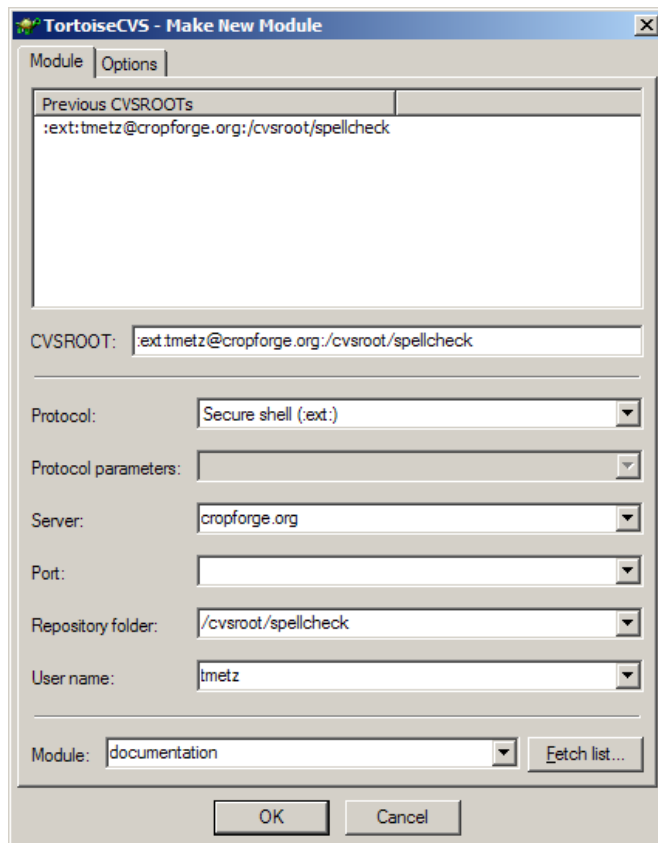 TortoiseCVS - Make New Module
Module Options
Previous CVSROOTs
:ext:tmetz@cropforge.org:/cvsroot/spellcheck
CVSROOT: :ext:tmetz@cropforge.org:/cvsroot/spellcheck
Protocol: Secure shell (:ext:)
Protocol parameters:
Server: cropforge.org
Port:
Repository folder: /cvsroot/spellcheck
User name: tmetz
Module: documentation Fetch list...
OK Cancel